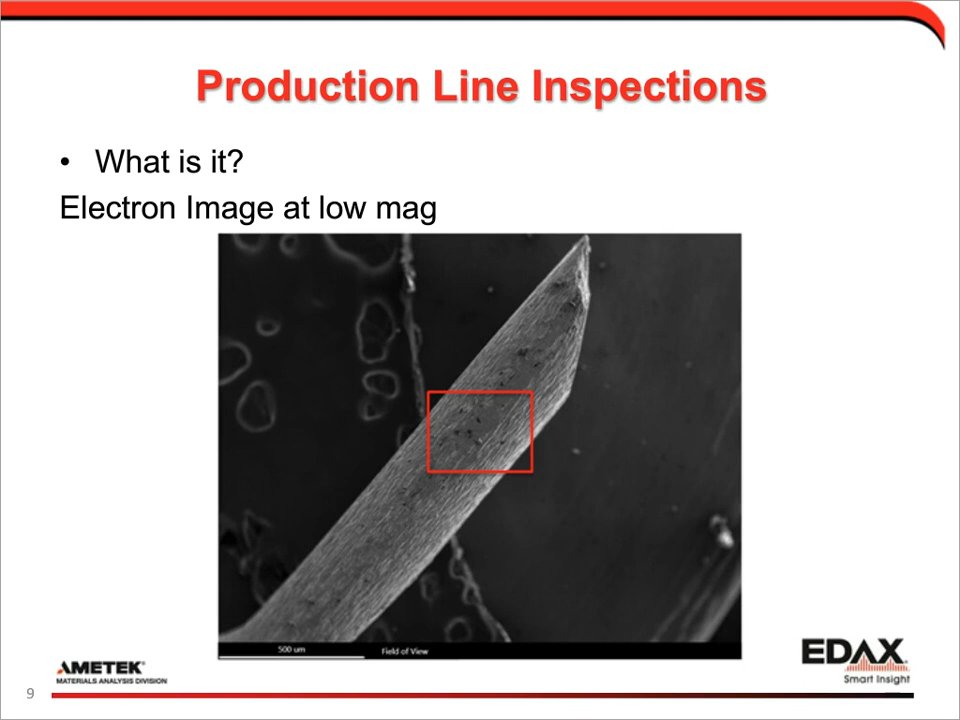 Production Line Inspections
• What is it?
Electron Image at low mag
500 um
Field of View
AMETEK®
MATERIALS ANALYSIS DIVISION
EDAX
Smart Insight
9